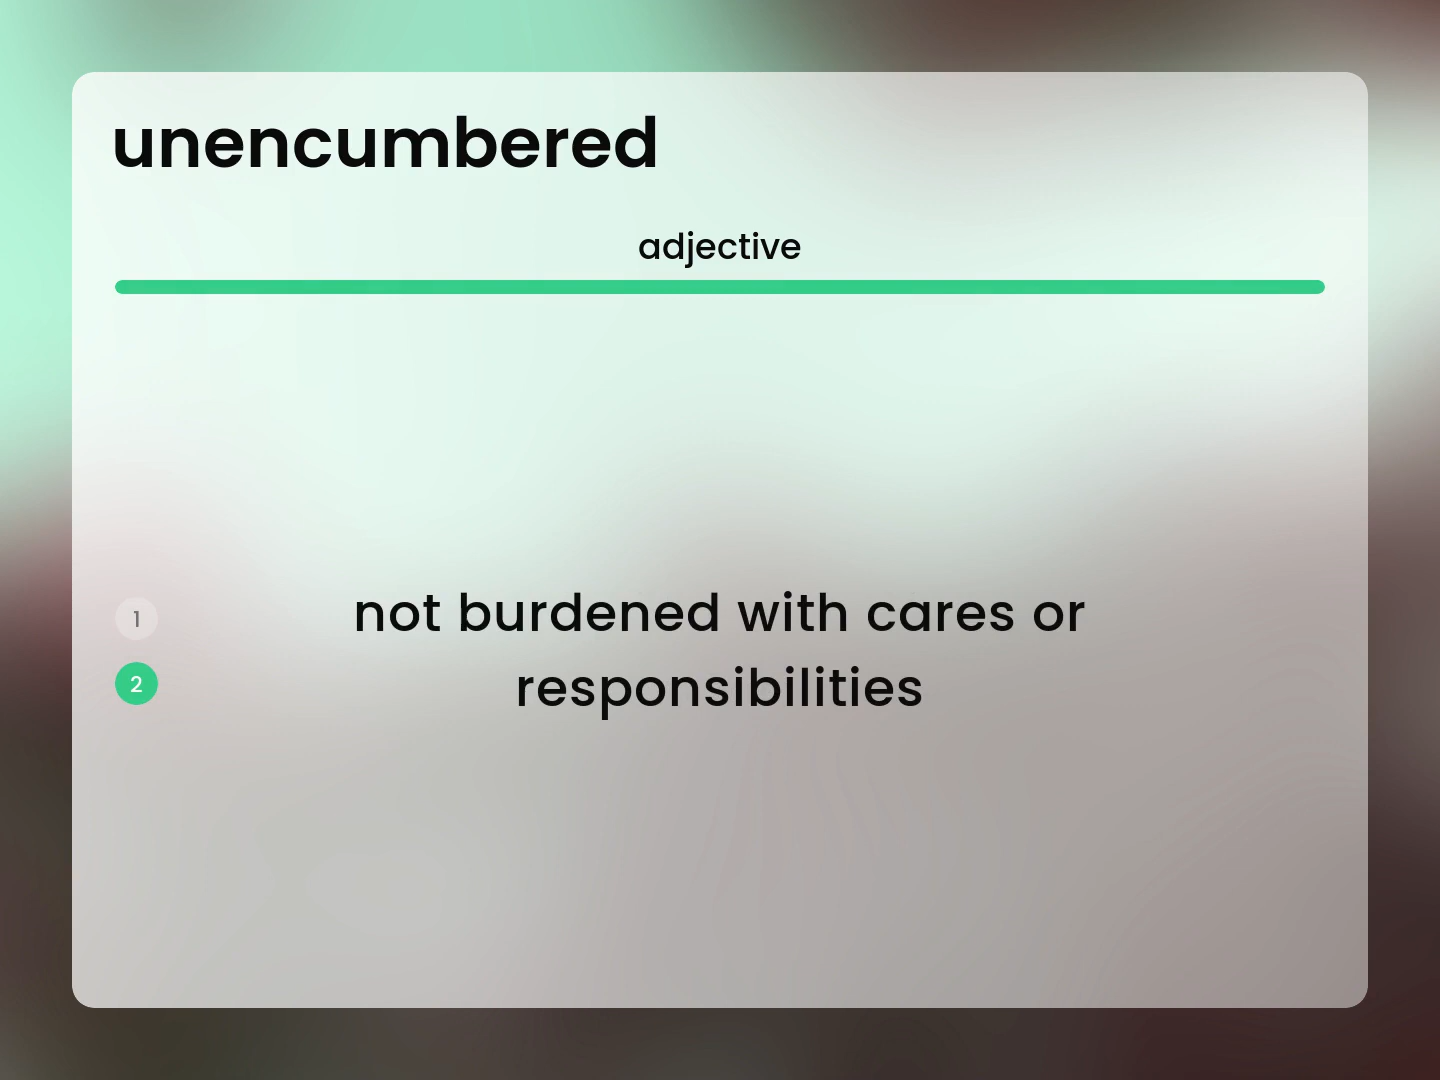 unencumbered
adjective
1
not burdened with cares or
2
responsibilities